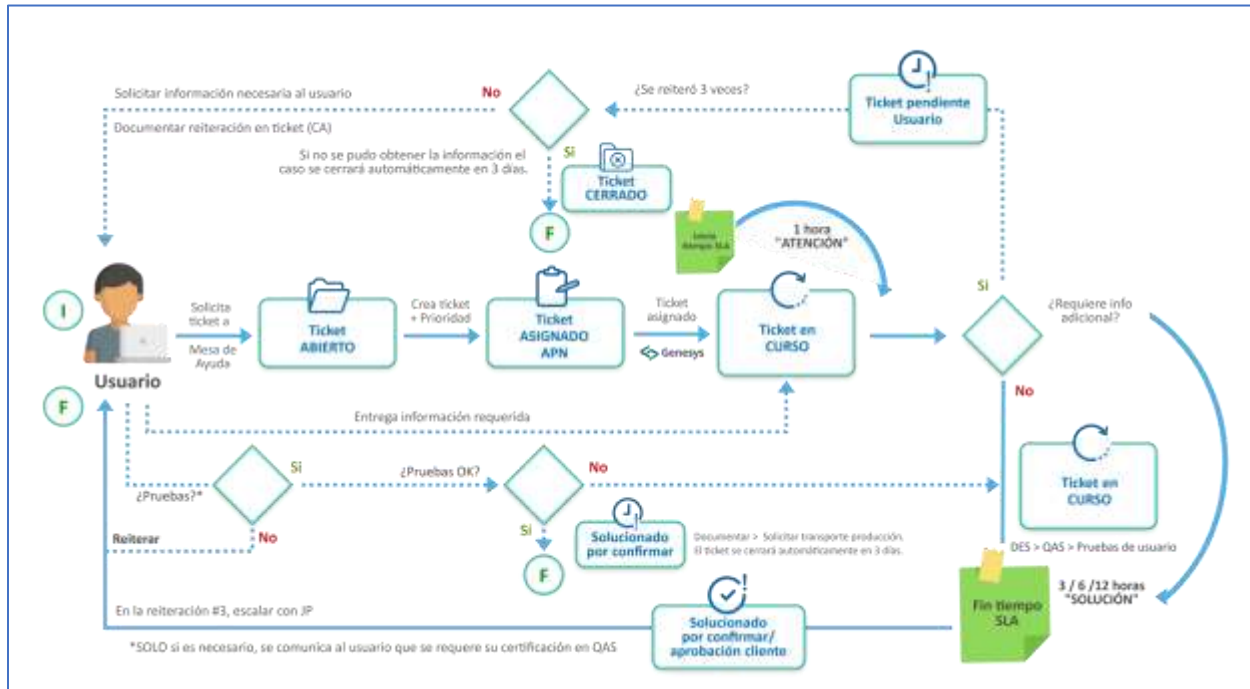 Solicitar información necesaria al usuario
Documentar reiteración en ticket (CA)
No
¿Se reiteró 3 veces?
Ticket pendiente
Usuario
Si no se pudo obtener la información el
caso se cerrará automáticamente en 3 días.
Si
Ticket
CERRADO
F
tiempo SLA
1 hora
"ATENCIÓN"
I
Usuario
F
Solicita
ticket a
Mesa de
Ayuda
Ticket
ABIERTO
Crea ticket
+ Prioridad
Ticket
ASIGNADO
APN
Ticket
asignado
Genesys
Ticket en
CURSO
Si
¿Requiere info
adicional?
No
Entrega información requerida
¿Pruebas?*
Si
No
Reiterar
¿Pruebas OK?
No
Si
F
Solucionado
por confirmar
Documentar > Solicitar transporte producción.
El ticket se cerrará automáticamente en 3 días.
Ticket en
CURSO
DES > QAS > Pruebas de usuario
3 / 6 /12 horas
"SOLUCIÓN"
Fin tiempo
SLA
En la reiteración #3, escalar con JP
Solucionado
por confirmar/
aprobación cliente
*SOLO si es necesario, se comunica al usuario que se requere su certificación en QAS